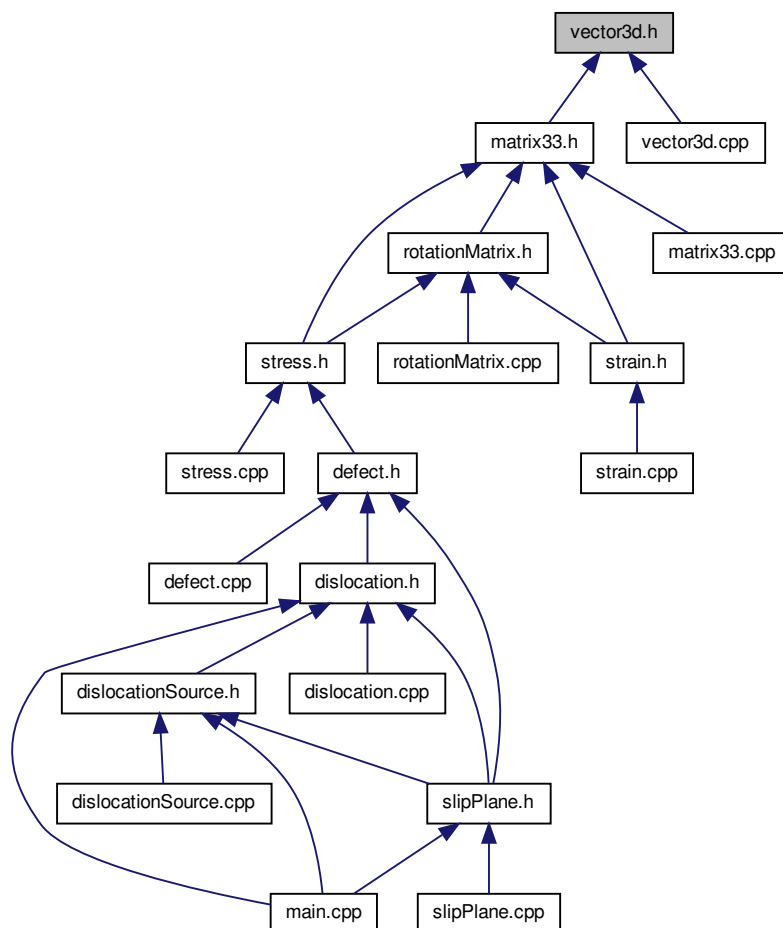 vector3d.h
matrix33.h
vector3d.cpp
rotationMatrix.h
matrix33.cpp
stress.h
rotationMatrix.cpp
strain.h
stress.cpp
defect.h
strain.cpp
defect.cpp
dislocation.h
dislocationSource.h
dislocation.cpp
dislocationSource.cpp
slipPlane.h
main.cpp
slipPlane.cpp